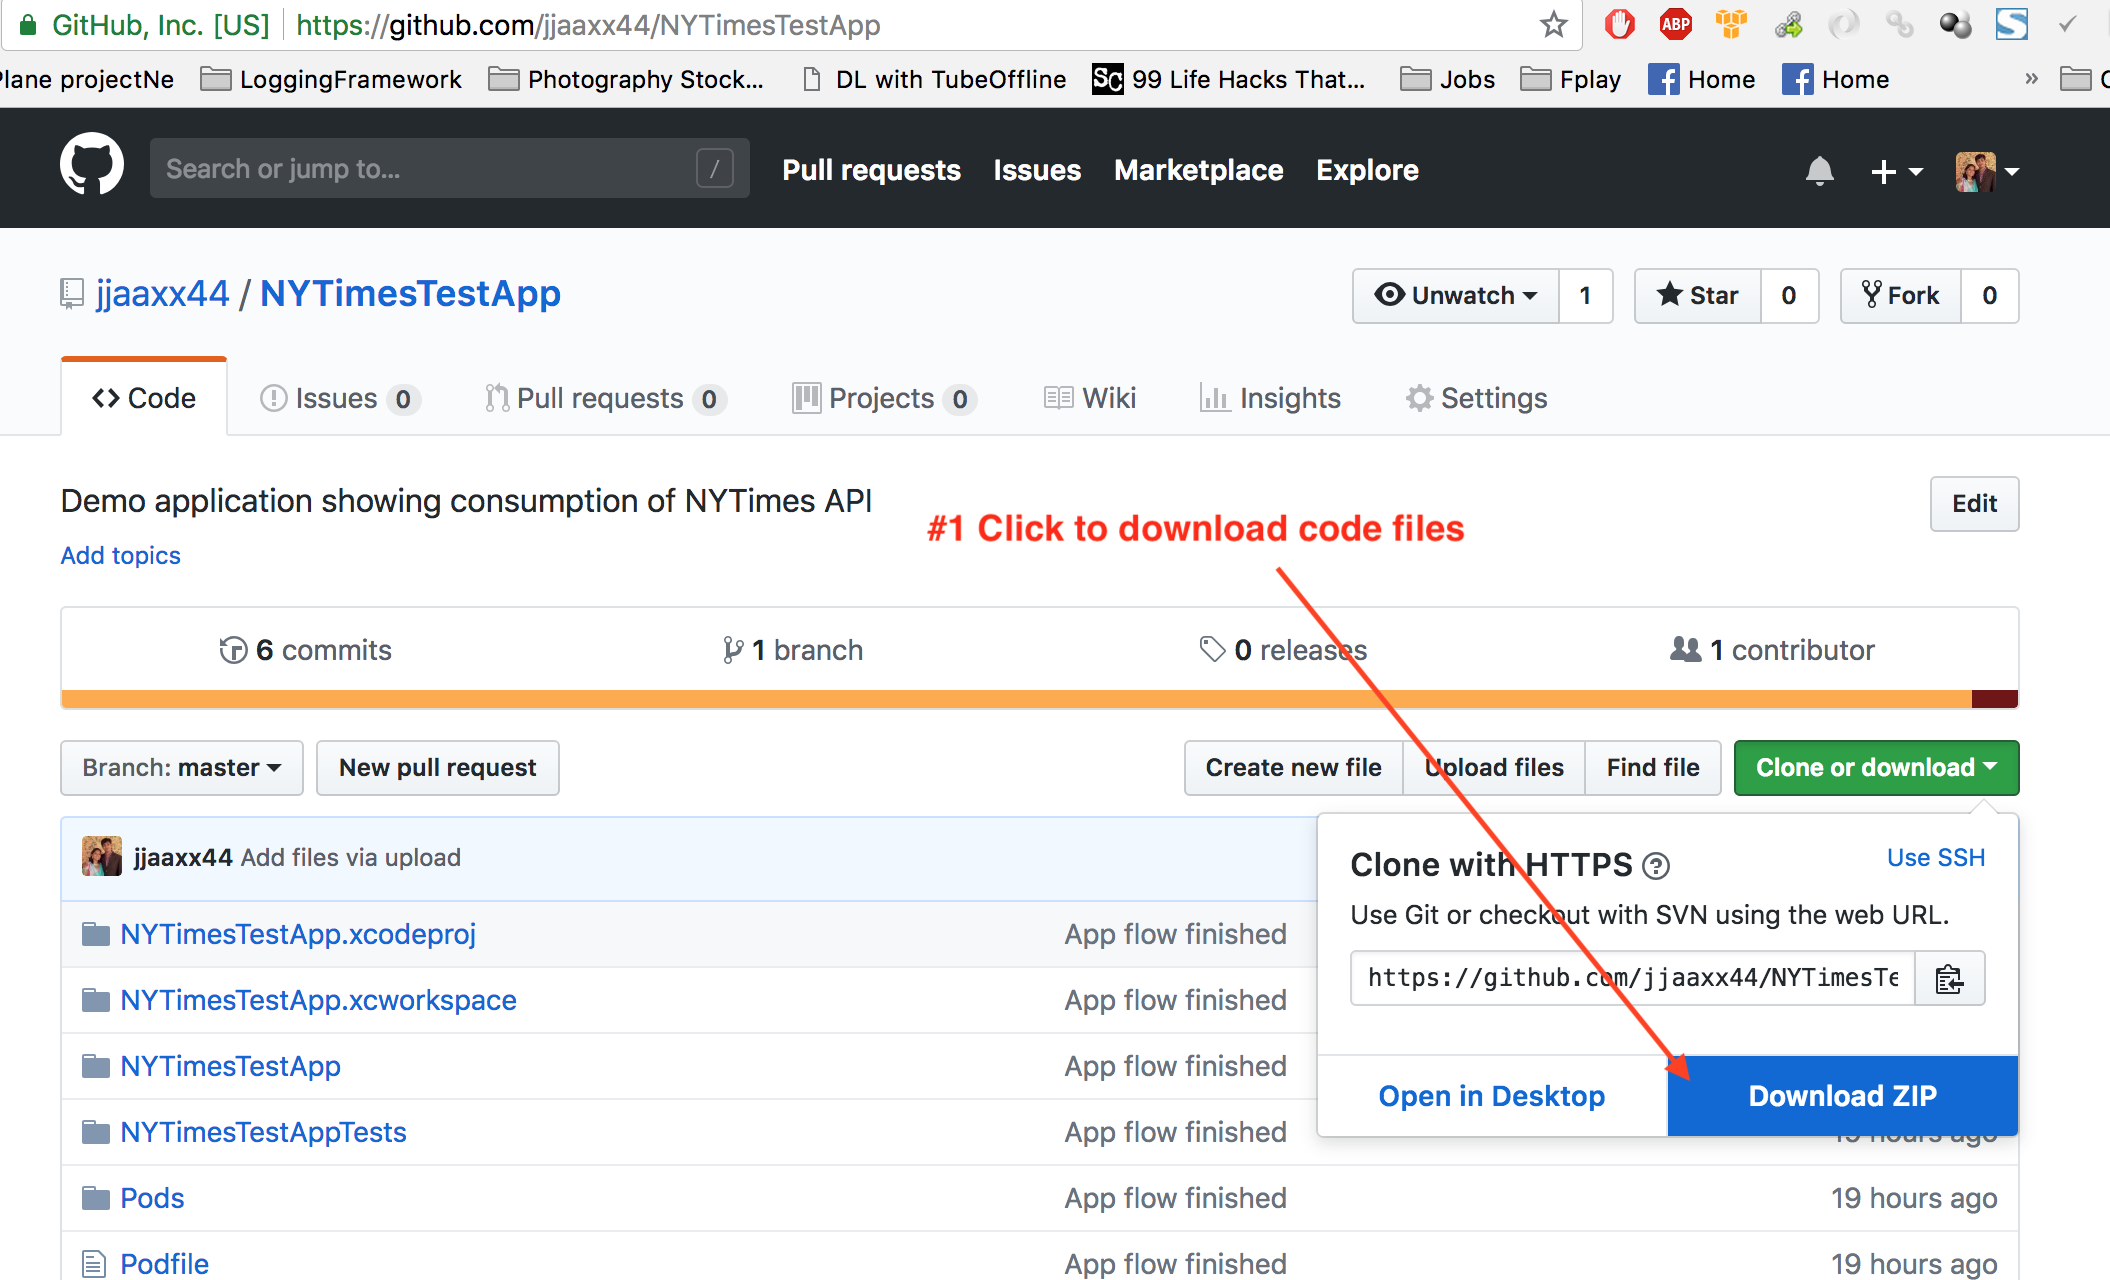 GitHub, Inc. [US] https://github.com/jjaaxx44/NYTimesTestApp
ABP
lane projectNe LoggingFramework Photography Stock... DL with TubeOffline Sc 99 Life Hacks That... Jobs Fplay Home Home »
Search or jump to... / Pull requests Issues Marketplace Explore
jjaaxx44 / NYTimesTestApp Unwatch 1 Star 0 Fork 0
Code Issues 0 Pull requests 0 Projects 0 Wiki Insights Settings
Demo application showing consumption of NYTimes API Edit
#1 Click to download code files
Add topics
6 commits 1 branch 0 releases 1 contributor
Branch: master New pull request Create new file Upload files Find file Clone or download
jjaaxx44 Add files via upload
Clone with HTTPS ? Use SSH
Use Git or checkout with SVN using the web URL.
https://github.com/jjaaxx44/NYTimesTe
Open in Desktop Download ZIP
NYTimesTestApp.xcodeproj App flow finished
NYTimesTestApp.xcworkspace App flow finished
NYTimesTestApp App flow finished
NYTimesTestAppTests App flow finished 19 hours ago
Pods App flow finished 19 hours ago
Podfile App flow finished 19 hours ago